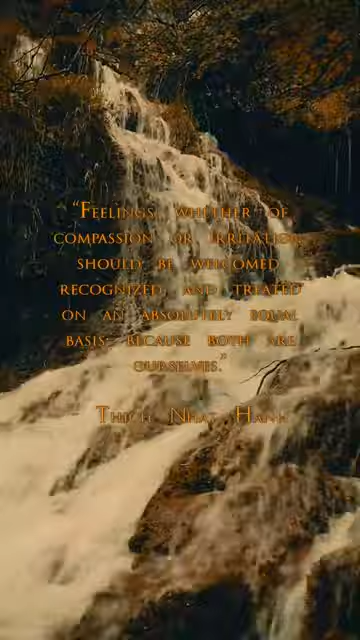 “Feelings, whether of
compassion or irritation,
should be welcomed,
recognized, and treated
on an absolutely equal
basis; because both are
ourselves.”
Thich Nhat Hanh